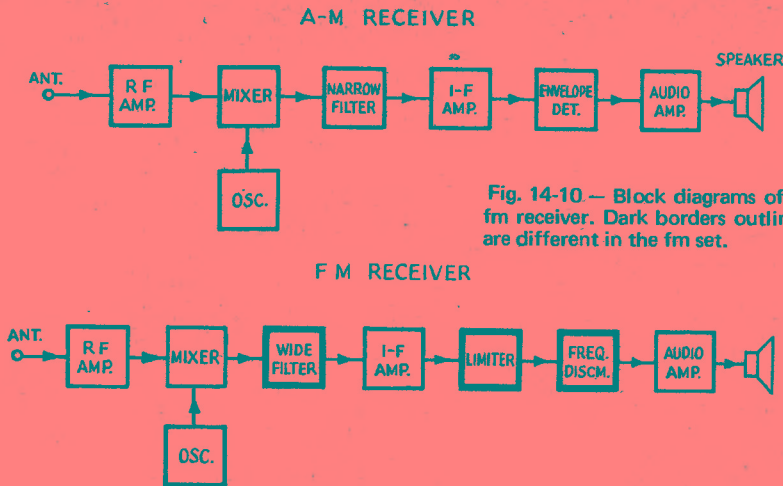 A-M RECEIVER
ANT.
R F
AMP.
MIXER
NARROW
FILTER
I-F
AMP.
ENVELOPE
DET.
AUDIO
AMP.
SPEAKER
OSC.
Fig. 14-10 — Block diagrams of
fm receiver. Dark borders outlin
are different in the fm set.
F M RECEIVER
ANT.
R F
AMP.
MIXER
WIDE
FILTER
I-F
AMP.
LIMITER
FREQ.
DISCM.
AUDIO
AMP.
OSC.